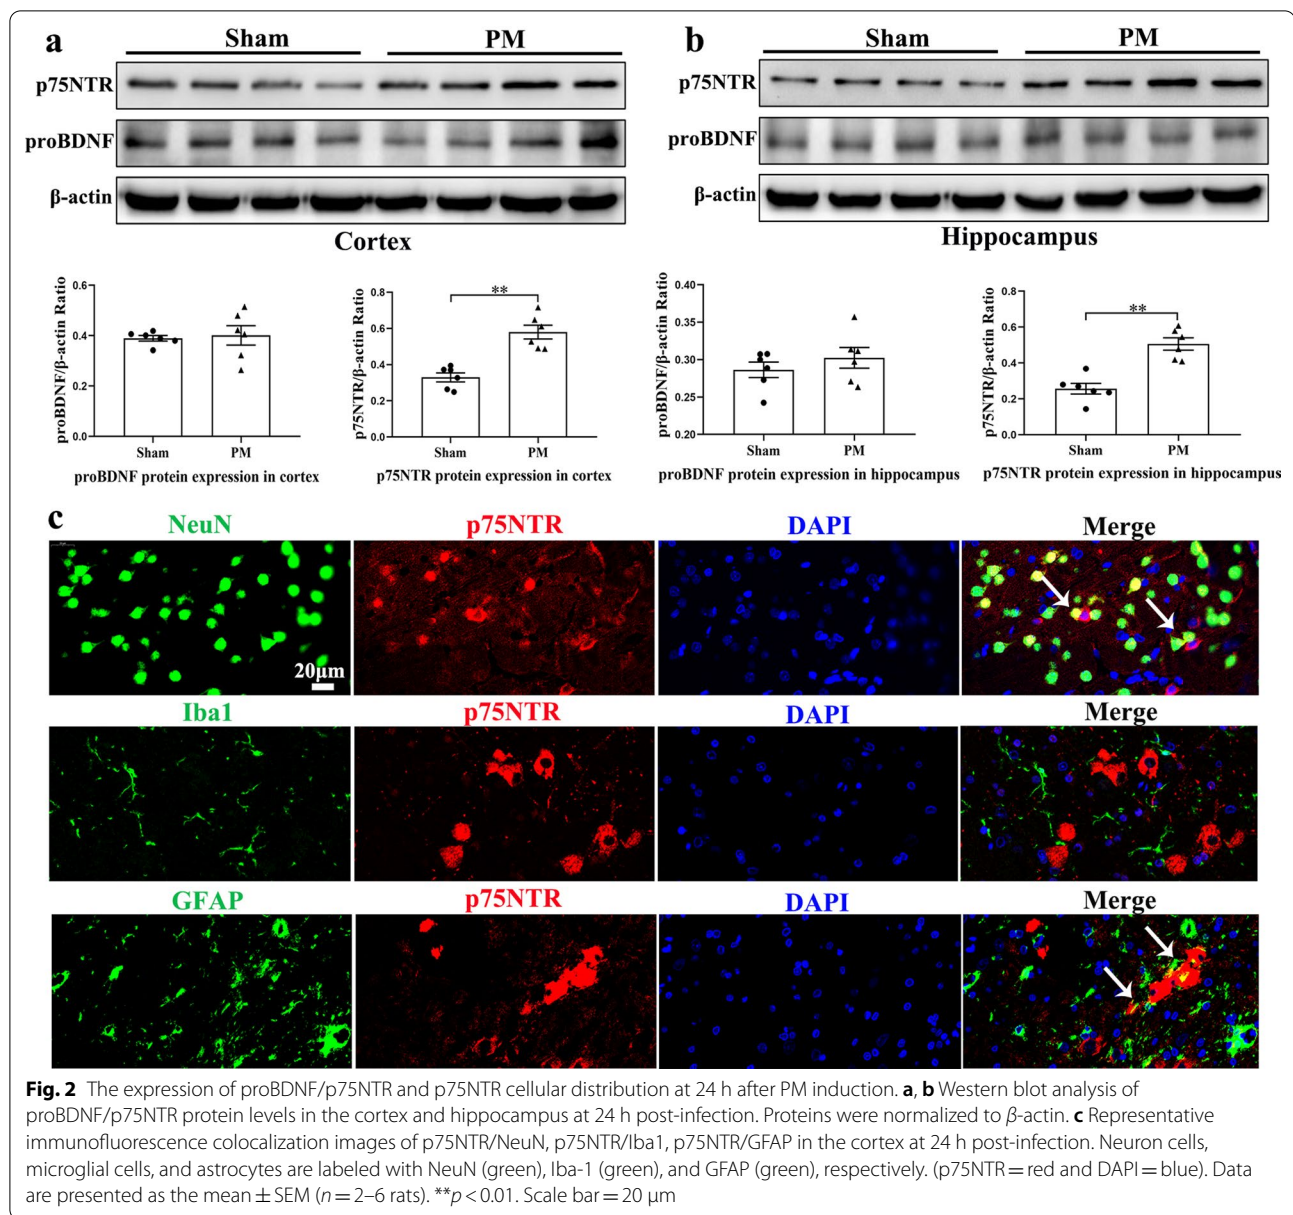 a
Sham PM
p75NTR
proBDNF
β-actin
Cortex
b
Sham PM
p75NTR
proBDNF
β-actin
Hippocampus
proBDNF/β-actin Ratio
0.6
0.4
0.2
0.0
Sham PM
proBDNF protein expression in cortex
p75NTR/β-actin Ratio
0.8
0.6
0.4
0.2
0.0
**
Sham PM
p75NTR protein expression in cortex
proBDNF/β-actin Ratio
0.40
0.35
0.30
0.25
0.20
Sham PM
proBDNF protein expression in hippocampus
p75NTR/β-actin Ratio
0.8
0.6
0.4
0.2
0.0
**
Sham PM
p75NTR protein expression in hippocampus
c
NeuN p75NTR DAPI Merge
20μm
Iba1 p75NTR DAPI Merge
GFAP p75NTR DAPI Merge
Fig. 2 The expression of proBDNF/p75NTR and p75NTR cellular distribution at 24 h after PM induction. a, b Western blot analysis of
proBDNF/p75NTR protein levels in the cortex and hippocampus at 24 h post-infection. Proteins were normalized to β-actin. c Representative
immunofluorescence colocalization images of p75NTR/NeuN, p75NTR/Iba1, p75NTR/GFAP in the cortex at 24 h post-infection. Neuron cells,
microglial cells, and astrocytes are labeled with NeuN (green), Iba-1 (green), and GFAP (green), respectively. (p75NTR = red and DAPI = blue). Data
are presented as the mean ± SEM (n = 2–6 rats). **p < 0.01. Scale bar = 20 μm